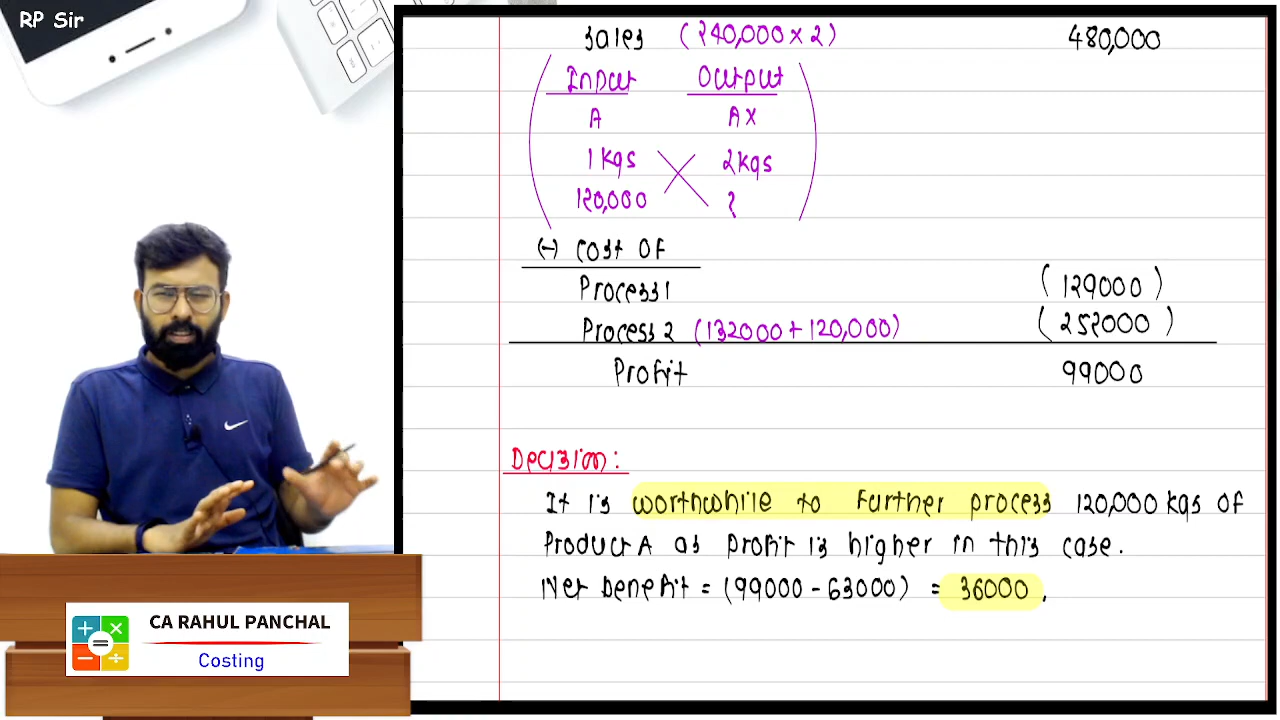 RP Sir
Sales (240,000 × 2) 480,000
Input Output
A AX
1 kgs 2 kgs
120,000 ?
(-) Cost Of
Process 1 (129000)
Process 2 (132000 + 120,000) (252000)
Profit 99000
Decision:
It is worthwhile to further process 120,000 kgs of
Product A as profit is higher in this case.
Net Benefit = (99000 - 63000) = 36000.
CA RAHUL PANCHAL
Costing